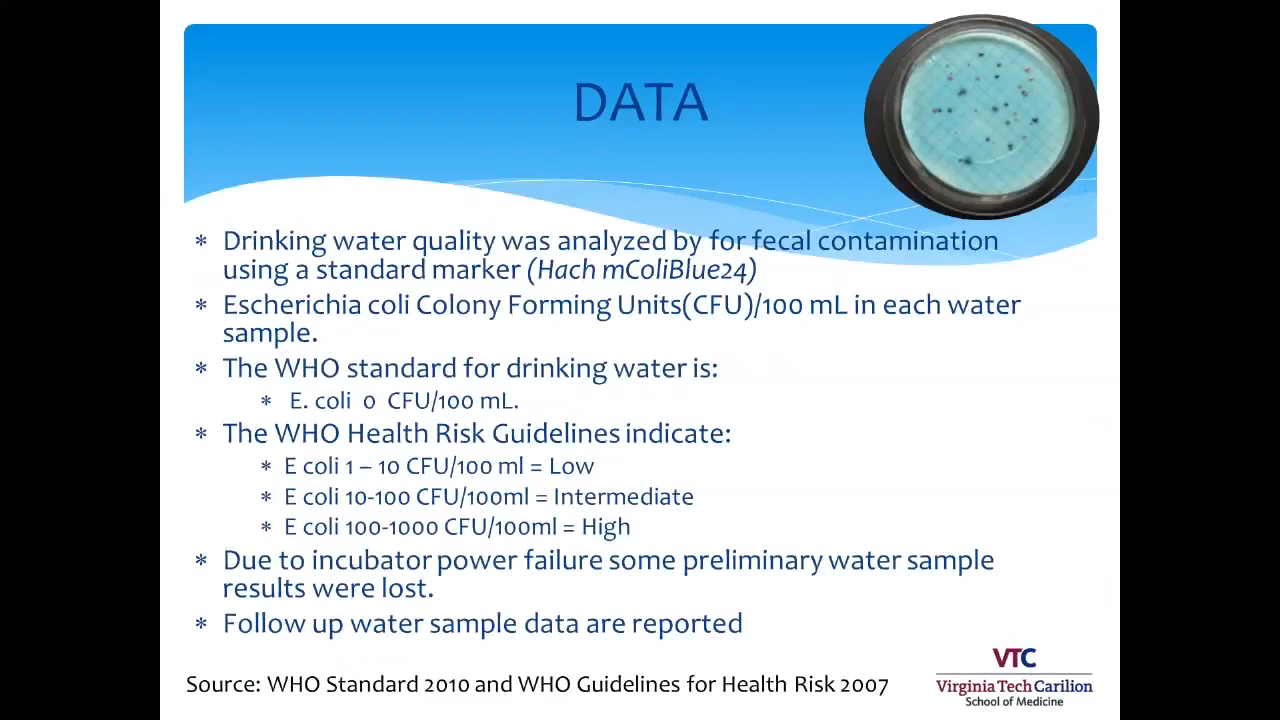 DATA
* Drinking water quality was analyzed by for fecal contamination
using a standard marker (Hach mColiBlue24)
* Escherichia coli Colony Forming Units(CFU)/100 mL in each water
sample.
* The WHO standard for drinking water is:
* E. coli 0 CFU/100 mL.
* The WHO Health Risk Guidelines indicate:
* E coli 1 – 10 CFU/100 ml = Low
* E coli 10-100 CFU/100ml = Intermediate
* E coli 100-1000 CFU/100ml = High
* Due to incubator power failure some preliminary water sample
results were lost.
* Follow up water sample data are reported
Source: WHO Standard 2010 and WHO Guidelines for Health Risk 2007
VTC
Virginia Tech Carilion
School of Medicine